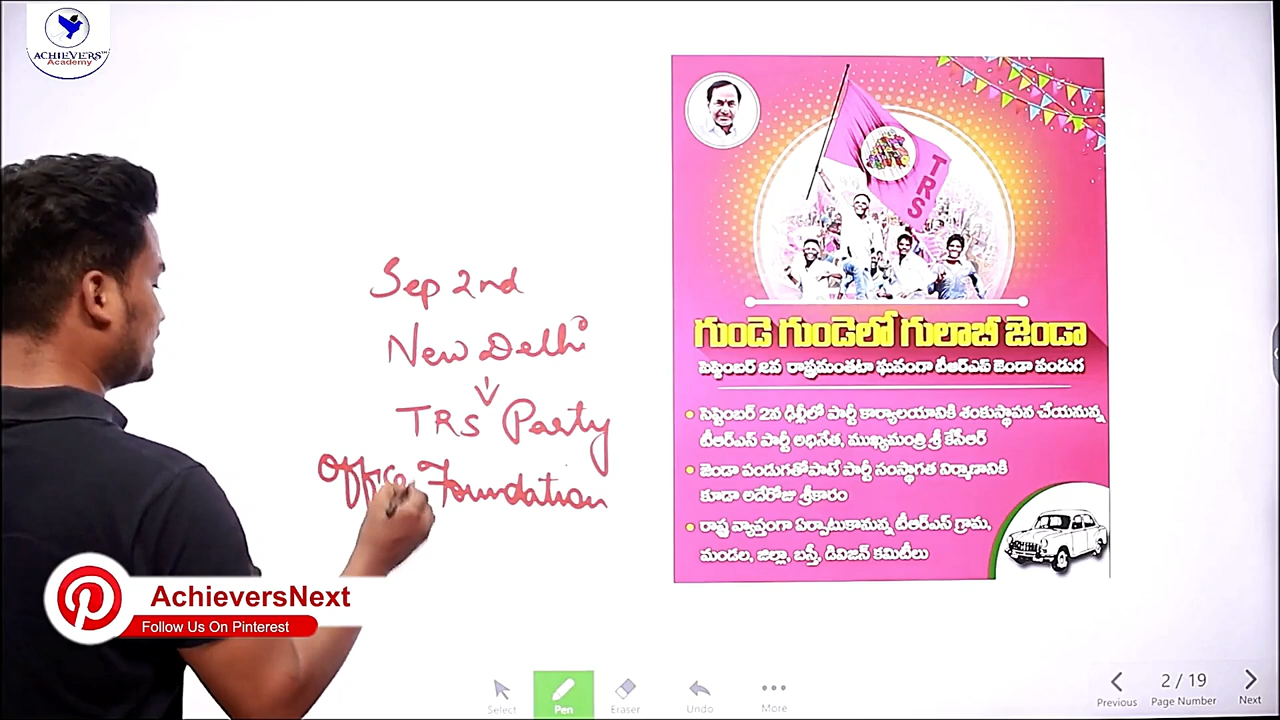 ACHIEVERS™
Academy
Sep 2nd
New Delhi
TRS Party
Office Foundation
TRS
గుండె గుండెలో గులాబీ జెండా
సెప్టెంబర్ 2న రాష్ట్రమంతటా ఘనంగా టీఆర్ఎస్ జెండా పండుగ
సెప్టెంబర్ 2న ఢిల్లీలో పార్టీ కార్యాలయానికి శంకుస్థాపన చేయనున్న
టీఆర్ఎస్ పార్టీ అధినేత, ముఖ్యమంత్రి శ్రీ కేసీఆర్
జెండా పండుగతోపాటే పార్టీ సంస్థాగత నిర్మాణానికి
కూడా అదేరోజు శ్రీకారం
రాష్ట్ర వ్యాప్తంగా ఏర్పాటుకానున్న టీఆర్ఎస్ గ్రామ,
మండల, జిల్లా, బస్తీ, డివిజన్ కమిటీలు
AchieversNext
Follow Us On Pinterest
Select
Pen
Eraser
Undo
More
Previous
2 / 19
Page Number
Next